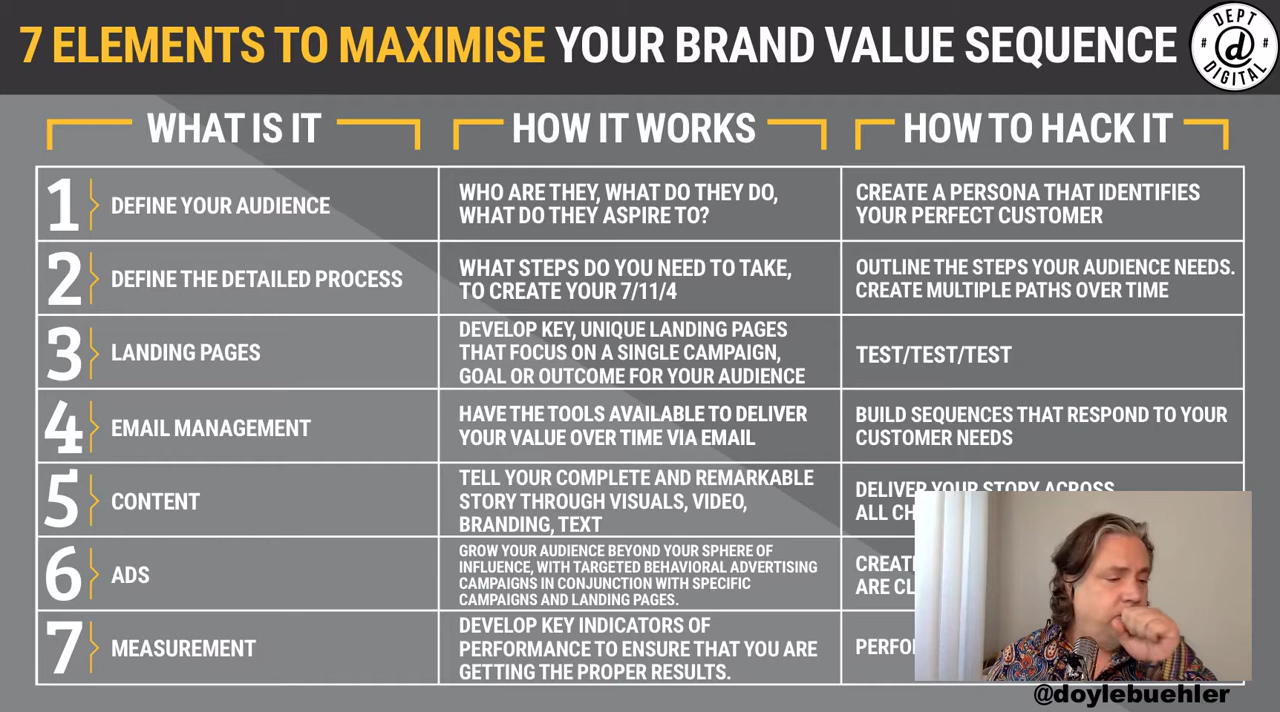 7 ELEMENTS TO MAXIMISE YOUR BRAND VALUE SEQUENCE
DEPT
# d #
DIGITAL
WHAT IS IT
HOW IT WORKS
HOW TO HACK IT
1
DEFINE YOUR AUDIENCE
WHO ARE THEY, WHAT DO THEY DO,
WHAT DO THEY ASPIRE TO?
CREATE A PERSONA THAT IDENTIFIES
YOUR PERFECT CUSTOMER
2
DEFINE THE DETAILED PROCESS
WHAT STEPS DO YOU NEED TO TAKE,
TO CREATE YOUR 7/11/4
OUTLINE THE STEPS YOUR AUDIENCE NEEDS.
CREATE MULTIPLE PATHS OVER TIME
3
LANDING PAGES
DEVELOP KEY, UNIQUE LANDING PAGES
THAT FOCUS ON A SINGLE CAMPAIGN,
GOAL OR OUTCOME FOR YOUR AUDIENCE
TEST/TEST/TEST
4
EMAIL MANAGEMENT
HAVE THE TOOLS AVAILABLE TO DELIVER
YOUR VALUE OVER TIME VIA EMAIL
BUILD SEQUENCES THAT RESPOND TO YOUR
CUSTOMER NEEDS
5
CONTENT
TELL YOUR COMPLETE AND REMARKABLE
STORY THROUGH VISUALS, VIDEO,
BRANDING, TEXT
DELIVER YOUR STORY ACROSS
ALL
6
ADS
GROW YOUR AUDIENCE BEYOND YOUR SPHERE OF
INFLUENCE, WITH TARGETED BEHAVIORAL ADVERTISING
CAMPAIGNS IN CONJUNCTION WITH SPECIFIC
CAMPAIGNS AND LANDING PAGES.
ARE
7
MEASUREMENT
DEVELOP KEY INDICATORS OF
PERFORMANCE TO ENSURE THAT YOU ARE
GETTING THE PROPER RESULTS.
@doylebuehler